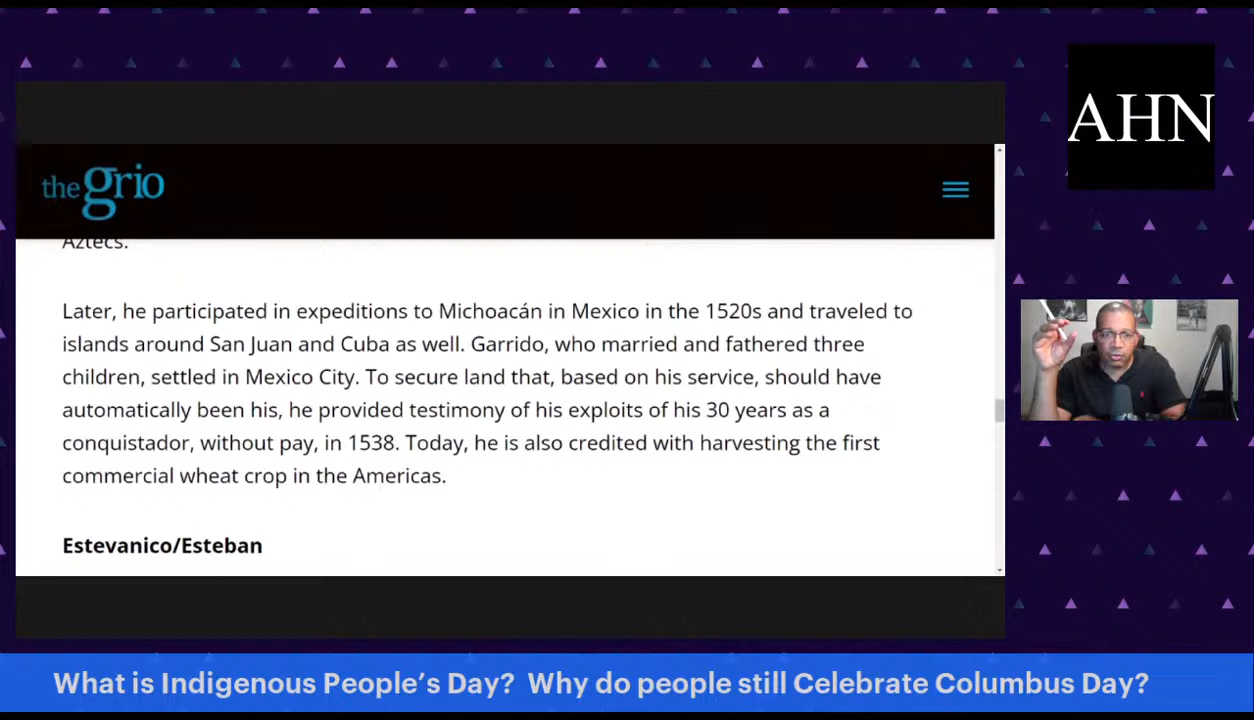 AHN
the grio
Aztecs.
Later, he participated in expeditions to Michoacán in Mexico in the 1520s and traveled to
islands around San Juan and Cuba as well. Garrido, who married and fathered three
children, settled in Mexico City. To secure land that, based on his service, should have
automatically been his, he provided testimony of his exploits of his 30 years as a
conquistador, without pay, in 1538. Today, he is also credited with harvesting the first
commercial wheat crop in the Americas.
Estevanico/Esteban
What is Indigenous People’s Day? Why do people still Celebrate Columbus Day?